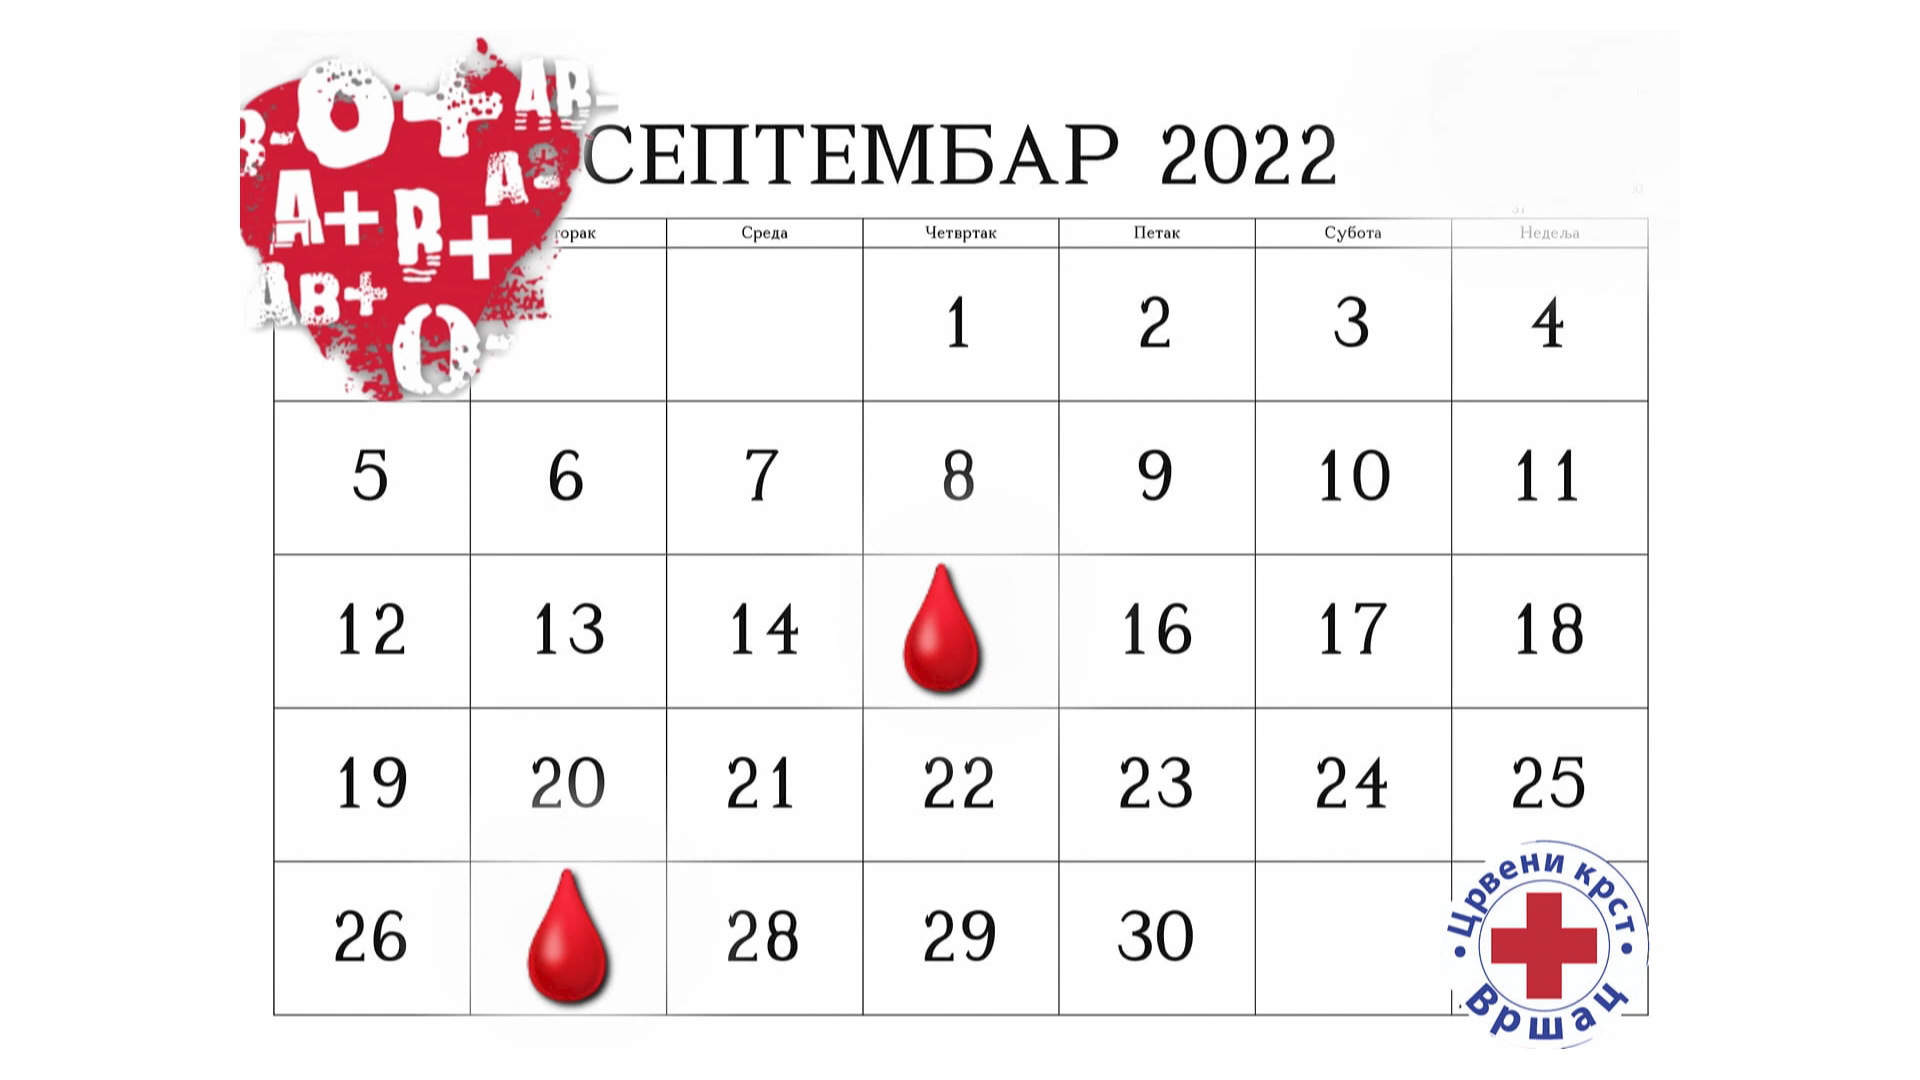 B- O+ AB-
СЕПТЕМБАР 2022
A-
A+ B+
AB+
O-
торак Среда Четвртак Петак Субота Недеља
1 2 3 4
5 6 7 8 9 10 11
12 13 14 16 17 18
19 20 21 22 23 24 25
26 28 29 30
Црвени крст
Вршац